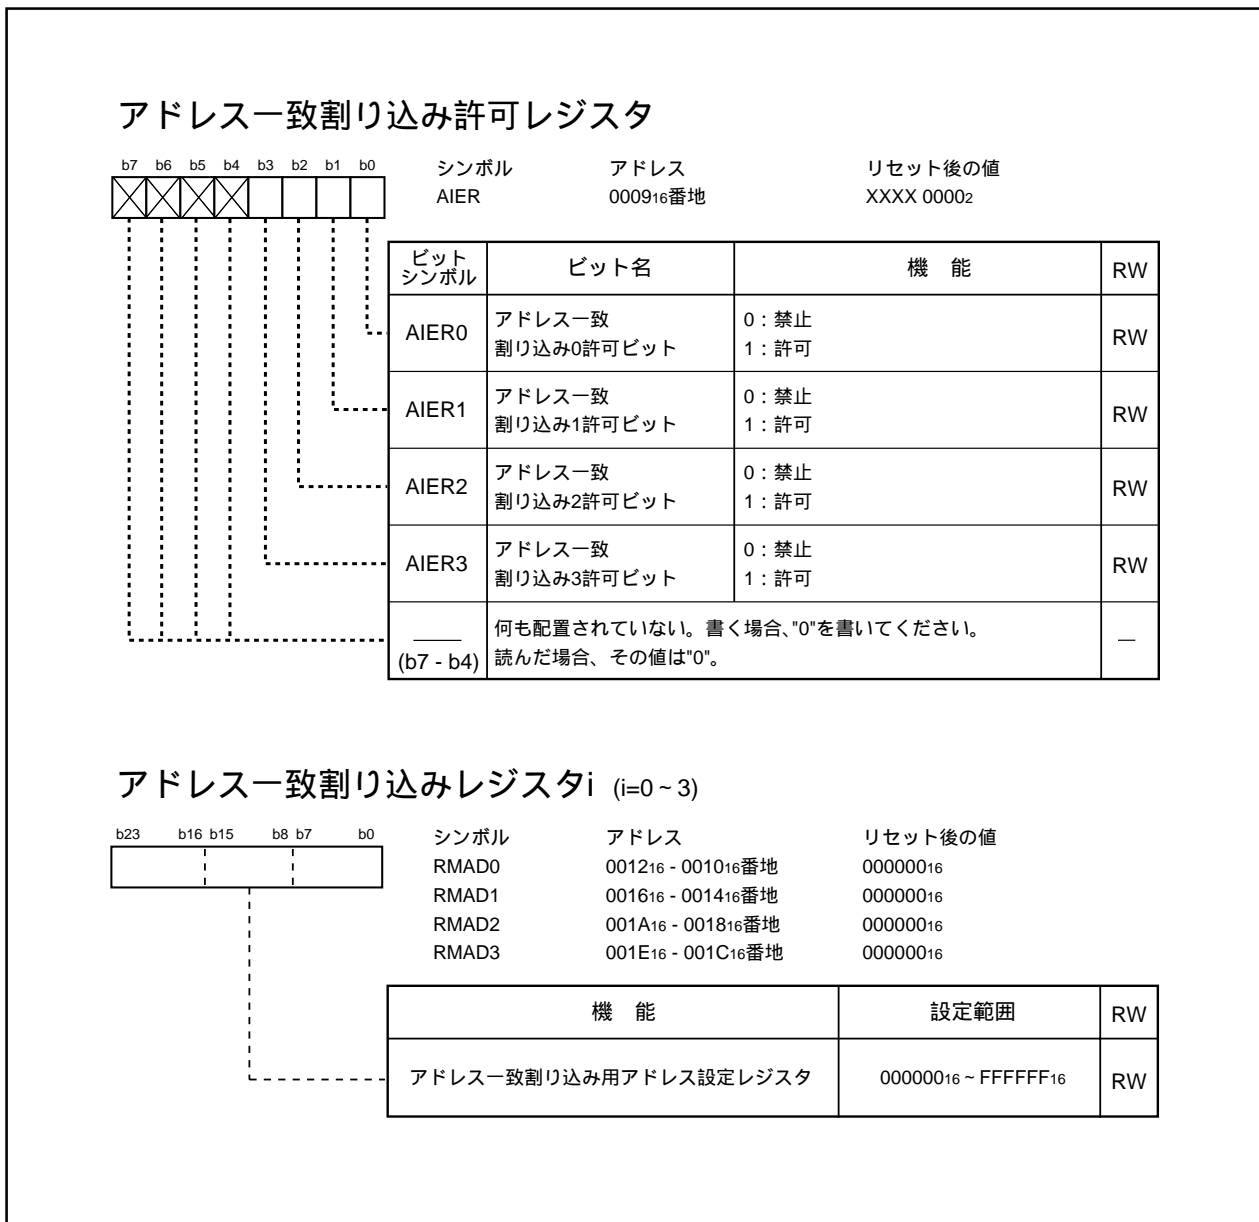 アドレス一致割り込み許可レジスタ
b7 b6 b5 b4 b3 b2 b1 b0
シンボル アドレス リセット後の値
AIER 000916番地 XXXX 00002
ビットシンボル ビット名 機 能 RW
AIER0 アドレス一致 0：禁止 RW
割り込み0許可ビット 1：許可
AIER1 アドレス一致 0：禁止 RW
割り込み1許可ビット 1：許可
AIER2 アドレス一致 0：禁止 RW
割り込み2許可ビット 1：許可
AIER3 アドレス一致 0：禁止 RW
割り込み3許可ビット 1：許可
何も配置されていない。書く場合、"0"を書いてください。 —
(b7 - b4) 読んだ場合、その値は"0"。
アドレス一致割り込みレジスタi (i=0 ~ 3)
b23 b16 b15 b8 b7 b0
シンボル アドレス リセット後の値
RMAD0 001216 - 001016番地 00000016
RMAD1 001616 - 001416番地 00000016
RMAD2 001A16 - 001816番地 00000016
RMAD3 001E16 - 001C16番地 00000016
機 能 設定範囲 RW
アドレス一致割り込み用アドレス設定レジスタ 00000016 ~ FFFFFF16 RW